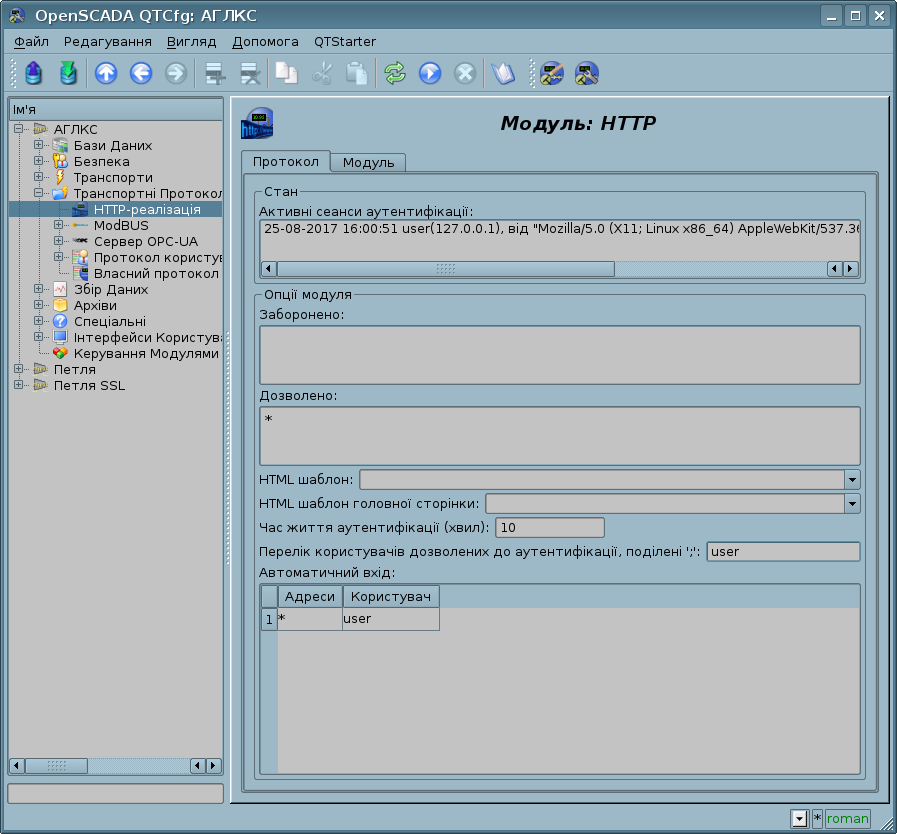 OpenSCADA QTCfg: АГЛКС
Файл Редагування Вигляд Допомога QTStarter
Ім'я
АГЛКС
Бази Даних
Безпека
Транспорти
Транспортні Протокол
HTTP-реалізація
ModBUS
Сервер OPC-UA
Протокол користув
Власний протокол
Збір Даних
Архіви
Спеціальні
Інтерфейси Користува
Керування Модулями
Петля
Петля SSL
Модуль: HTTP
Протокол Модуль
Стан
Активні сеанси аутентифікації:
25-08-2017 16:00:51 user(127.0.0.1), від "Mozilla/5.0 (X11; Linux x86_64) AppleWebKit/537.36
Опції модуля
Заборонено:
Дозволено:
*
HTML шаблон:
HTML шаблон головної сторінки:
Час життя аутентифікації (хвил): 10
Перелік користувачів дозволених до аутентифікації, поділені ';': user
Автоматичний вхід:
Адреси Користувач
1 * user
* roman